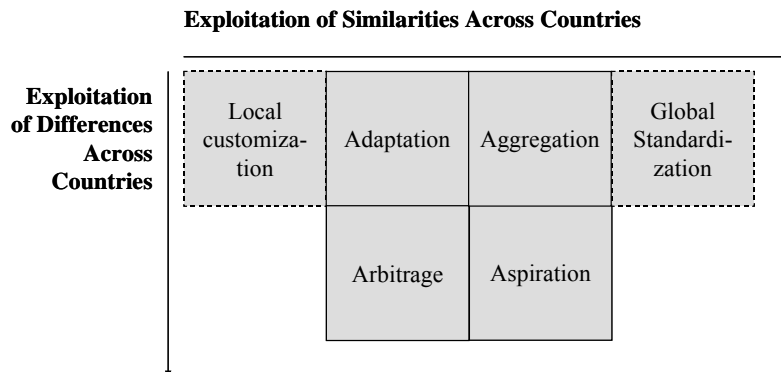 Exploitation of Similarities Across Countries
Exploitation
of Differences
Across
Countries
Local
customiza-
tion
Adaptation
Aggregation
Global
Standardi-
zation
Arbitrage
Aspiration